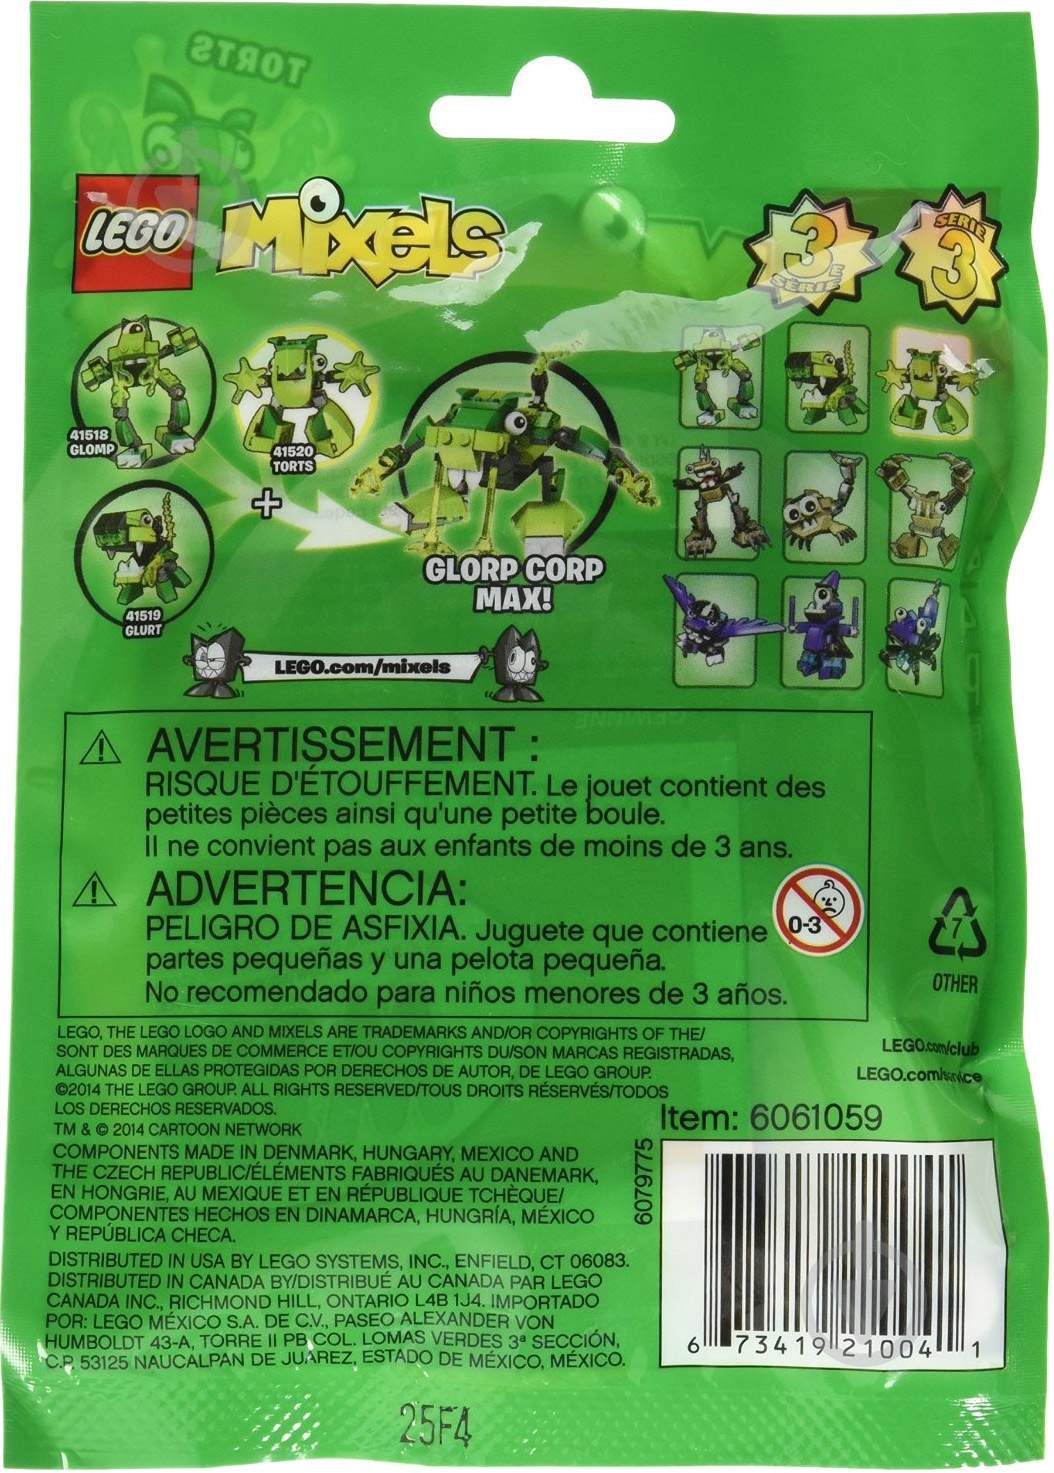 TORTS
LEGO Mixels
3 E SÉRIE
SERIE 3
41518
GLOMP
41520
TORTS
+
41519
GLURT
GLORP CORP
MAX!
LEGO.com/mixels
AVERTISSEMENT :
RISQUE D'ÉTOUFFEMENT. Le jouet contient des
petites pièces ainsi qu'une petite boule.
Il ne convient pas aux enfants de moins de 3 ans.
ADVERTENCIA:
PELIGRO DE ASFIXIA. Juguete que contiene
partes pequeñas y una pelota pequeña.
No recomendado para niños menores de 3 años.
0-3
7
OTHER
LEGO, THE LEGO LOGO AND MIXELS ARE TRADEMARKS AND/OR COPYRIGHTS OF THE/
SONT DES MARQUES DE COMMERCE ET/OU COPYRIGHTS DU/SON MARCAS REGISTRADAS,
ALGUNAS DE ELLAS PROTEGIDAS POR DERECHOS DE AUTOR, DE LEGO GROUP.
©2014 THE LEGO GROUP. ALL RIGHTS RESERVED/TOUS DROITS RÉSERVÉS/TODOS
LOS DERECHOS RESERVADOS.
TM & © 2014 CARTOON NETWORK
LEGO.com/club
LEGO.com/service
COMPONENTS MADE IN DENMARK, HUNGARY, MEXICO AND
THE CZECH REPUBLIC/ÉLÉMENTS FABRIQUÉS AU DANEMARK,
EN HONGRIE, AU MEXIQUE ET EN RÉPUBLIQUE TCHÈQUE/
COMPONENTES HECHOS EN DINAMARCA, HUNGRÍA, MÉXICO
Y REPÚBLICA CHECA.
DISTRIBUTED IN USA BY LEGO SYSTEMS, INC., ENFIELD, CT 06083.
DISTRIBUTED IN CANADA BY/DISTRIBUÉ AU CANADA PAR LEGO
CANADA INC., RICHMOND HILL, ONTARIO L4B 1J4. IMPORTADO
POR: LEGO MÉXICO S.A. DE C.V., PASEO ALEXANDER VON
HUMBOLDT 43-A, TORRE II PB COL. LOMAS VERDES 3ª SECCIÓN,
C.P. 53125 NAUCALPAN DE JUÁREZ, ESTADO DE MÉXICO, MÉXICO.
Item: 6061059
6079775
6 73419 21004 1
25F4